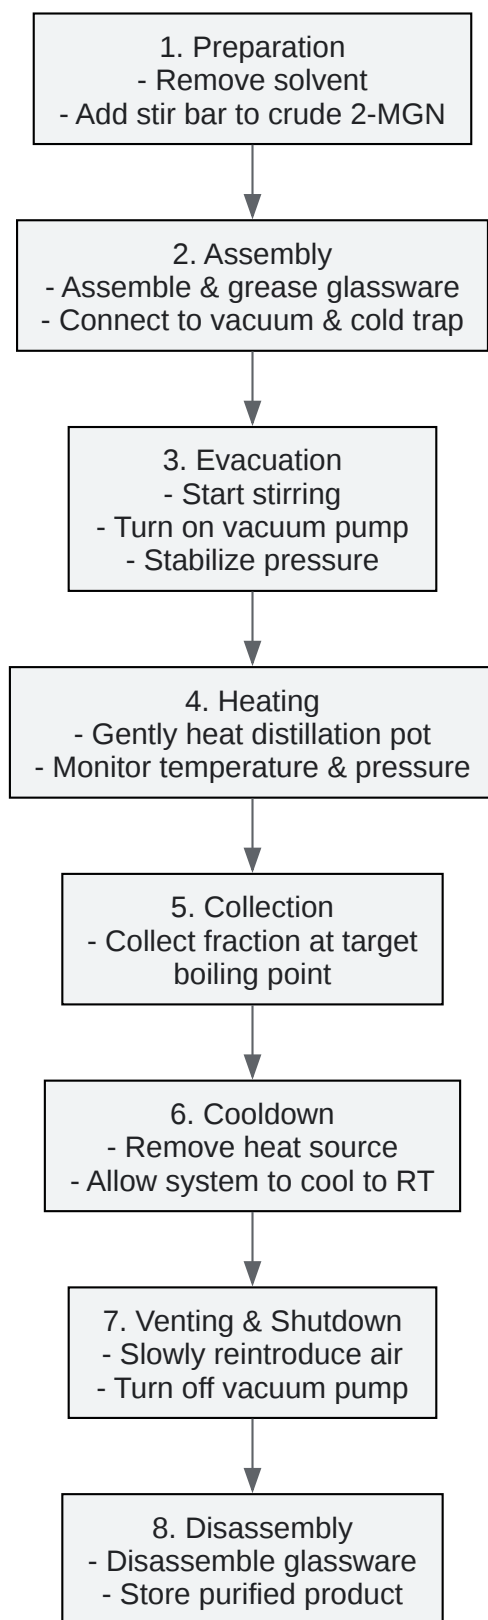 1. Preparation
- Remove solvent
- Add stir bar to crude 2-MGN
2. Assembly
- Assemble & grease glassware
- Connect to vacuum & cold trap
3. Evacuation
- Start stirring
- Turn on vacuum pump
- Stabilize pressure
4. Heating
- Gently heat distillation pot
- Monitor temperature & pressure
5. Collection
- Collect fraction at target
boiling point
6. Cooldown
- Remove heat source
- Allow system to cool to RT
7. Venting & Shutdown
- Slowly reintroduce air
- Turn off vacuum pump
8. Disassembly
- Disassemble glassware
- Store purified product